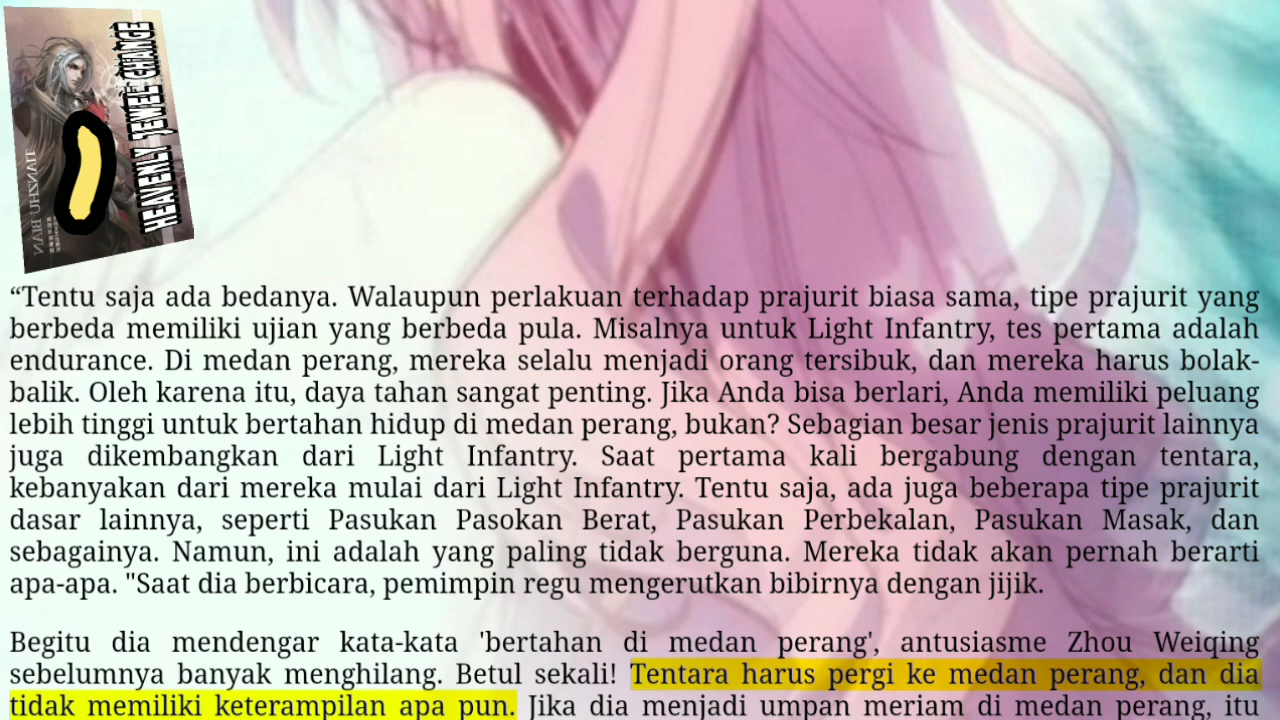 HEAVENLY JEWEL CHANGE
TIANZHU BIAN
“Tentu saja ada bedanya. Walaupun perlakuan terhadap prajurit biasa sama, tipe prajurit yang
berbeda memiliki ujian yang berbeda pula. Misalnya untuk Light Infantry, tes pertama adalah
endurance. Di medan perang, mereka selalu menjadi orang tersibuk, dan mereka harus bolak-
balik. Oleh karena itu, daya tahan sangat penting. Jika Anda bisa berlari, Anda memiliki peluang
lebih tinggi untuk bertahan hidup di medan perang, bukan? Sebagian besar jenis prajurit lainnya
juga dikembangkan dari Light Infantry. Saat pertama kali bergabung dengan tentara,
kebanyakan dari mereka mulai dari Light Infantry. Tentu saja, ada juga beberapa tipe prajurit
dasar lainnya, seperti Pasukan Pasokan Berat, Pasukan Perbekalan, Pasukan Masak, dan
sebagainya. Namun, ini adalah yang paling tidak berguna. Mereka tidak akan pernah berarti
apa-apa. "Saat dia berbicara, pemimpin regu mengerutkan bibirnya dengan jijik.
Begitu dia mendengar kata-kata 'bertahan di medan perang', antusiasme Zhou Weiqing
sebelumnya banyak menghilang. Betul sekali! Tentara harus pergi ke medan perang, dan dia
tidak memiliki keterampilan apa pun. Jika dia menjadi umpan meriam di medan perang, itu